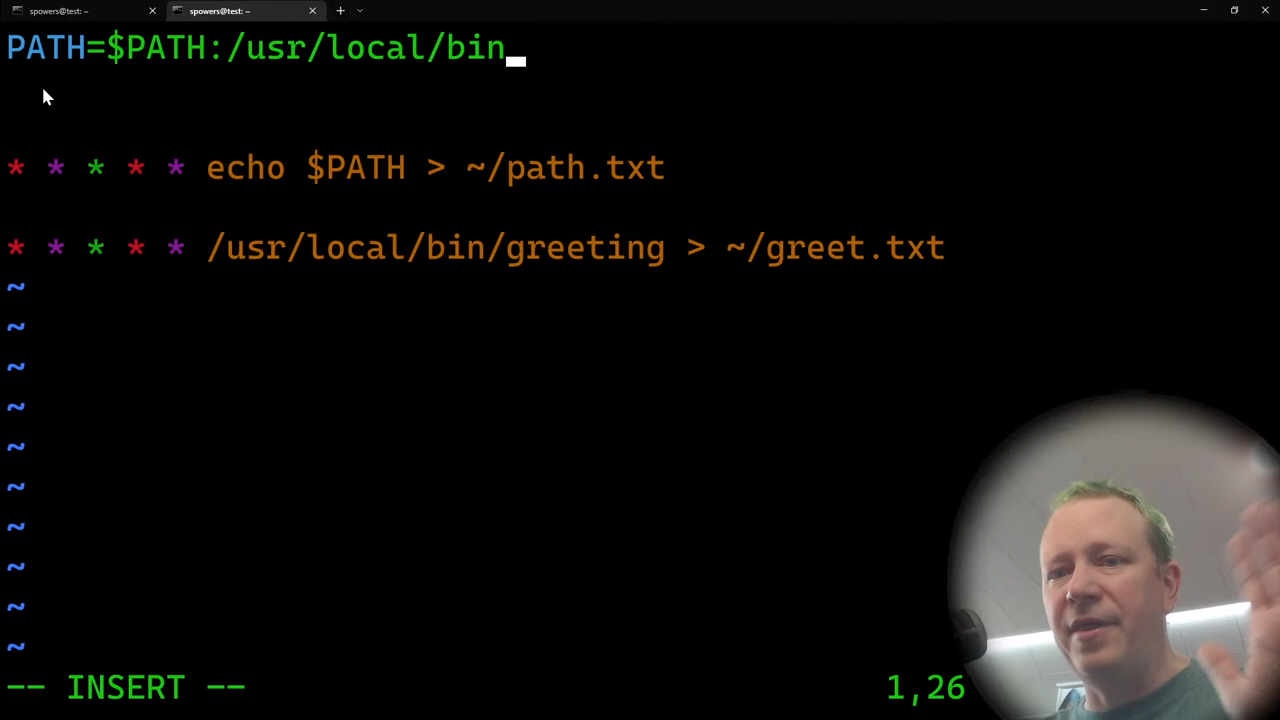 spowers@test: ~
spowers@test: ~
PATH=$PATH:/usr/local/bin
* * * * * echo $PATH > ~/path.txt
* * * * * /usr/local/bin/greeting > ~/greet.txt
~
~
~
~
~
~
~
~
~
~
-- INSERT --
1,26